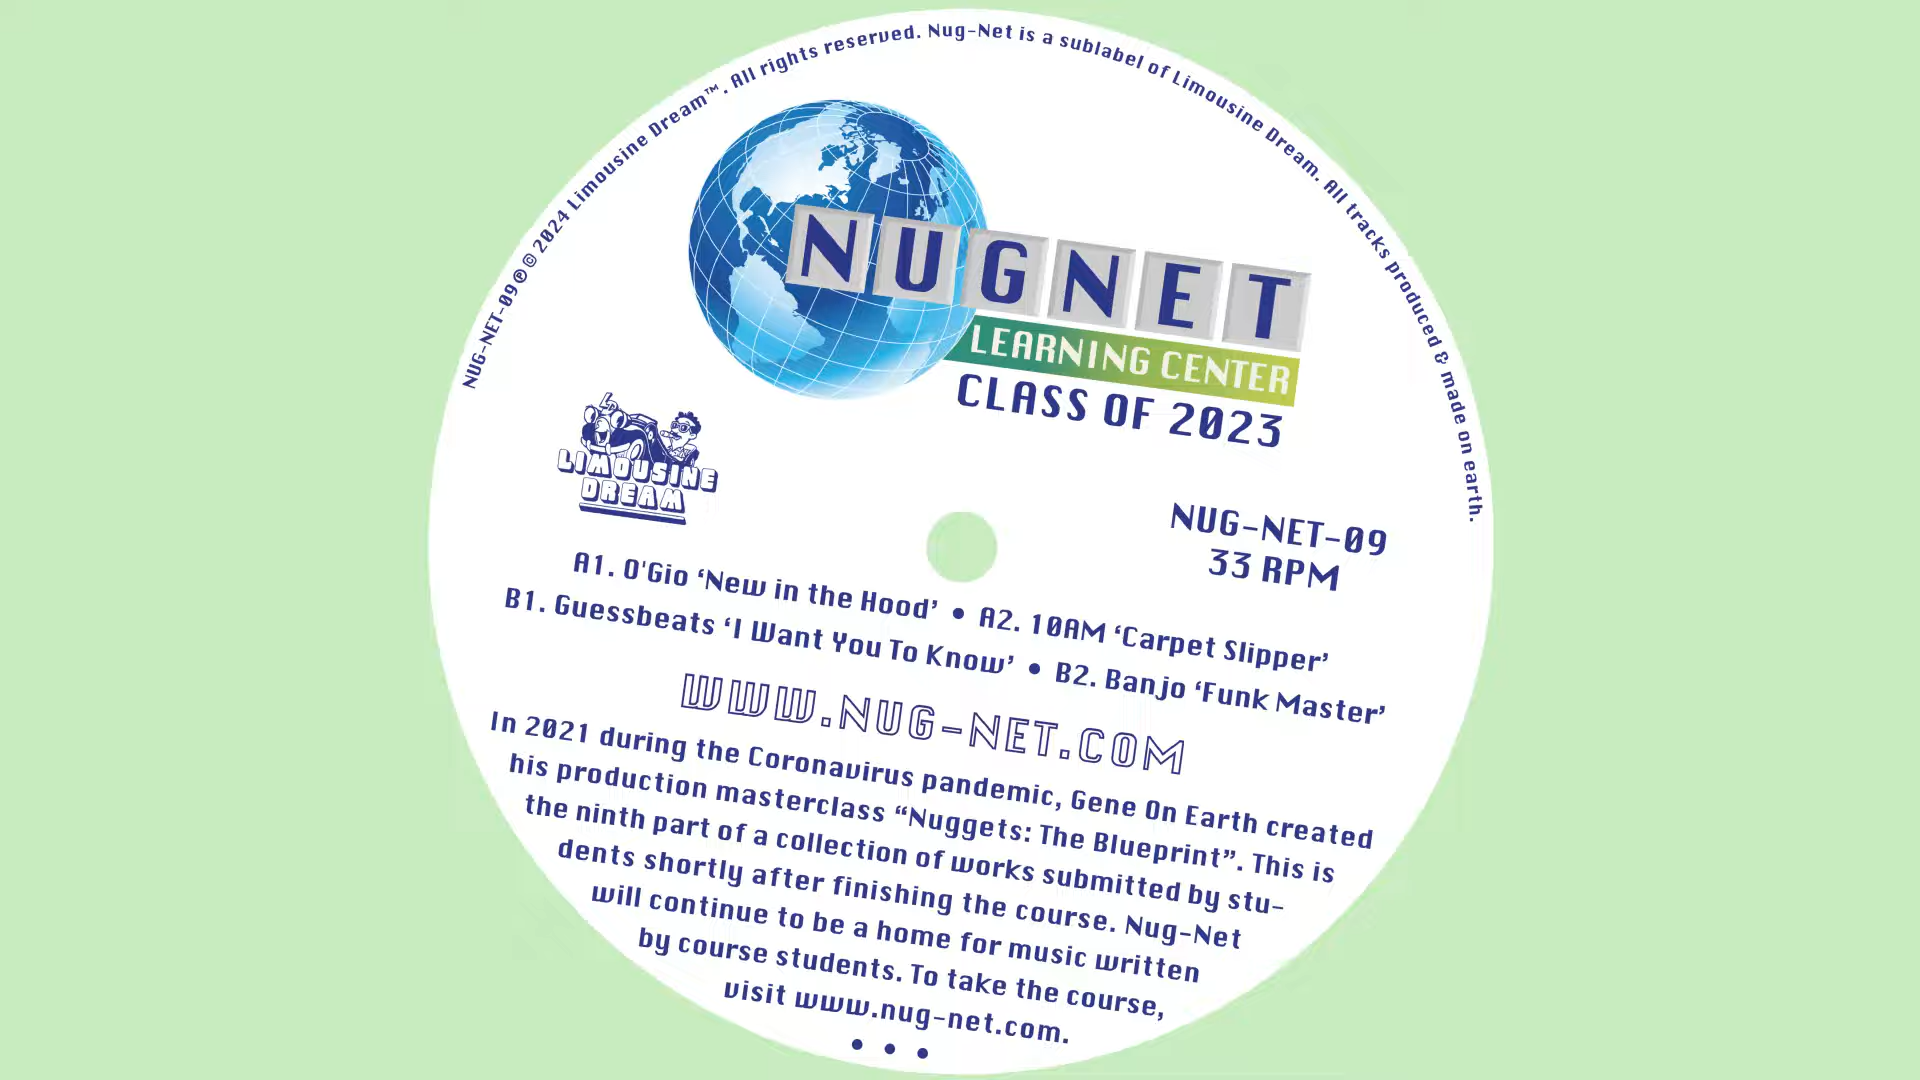 NUG-NET-09 ℗ © 2024 Limousine Dream™. All rights reserved. Nug-Net is a sublabel of Limousine Dream. All tracks produced & made on earth.
NUGNET
LEARNING CENTER
CLASS OF 2023
LD
LIMOUSINE
DREAM
NUG-NET-09
33 RPM
A1. O'Gio ‘New in the Hood’ • A2. 10AM ‘Carpet Slipper’
B1. Guessbeats ‘I Want You To Know’ • B2. Banjo ‘Funk Master’
WWW.NUG-NET.COM
In 2021 during the Coronavirus pandemic, Gene On Earth created
his production masterclass “Nuggets: The Blueprint”. This is
the ninth part of a collection of works submitted by stu-
dents shortly after finishing the course. Nug-Net
will continue to be a home for music written
by course students. To take the course,
visit www.nug-net.com.
• • •